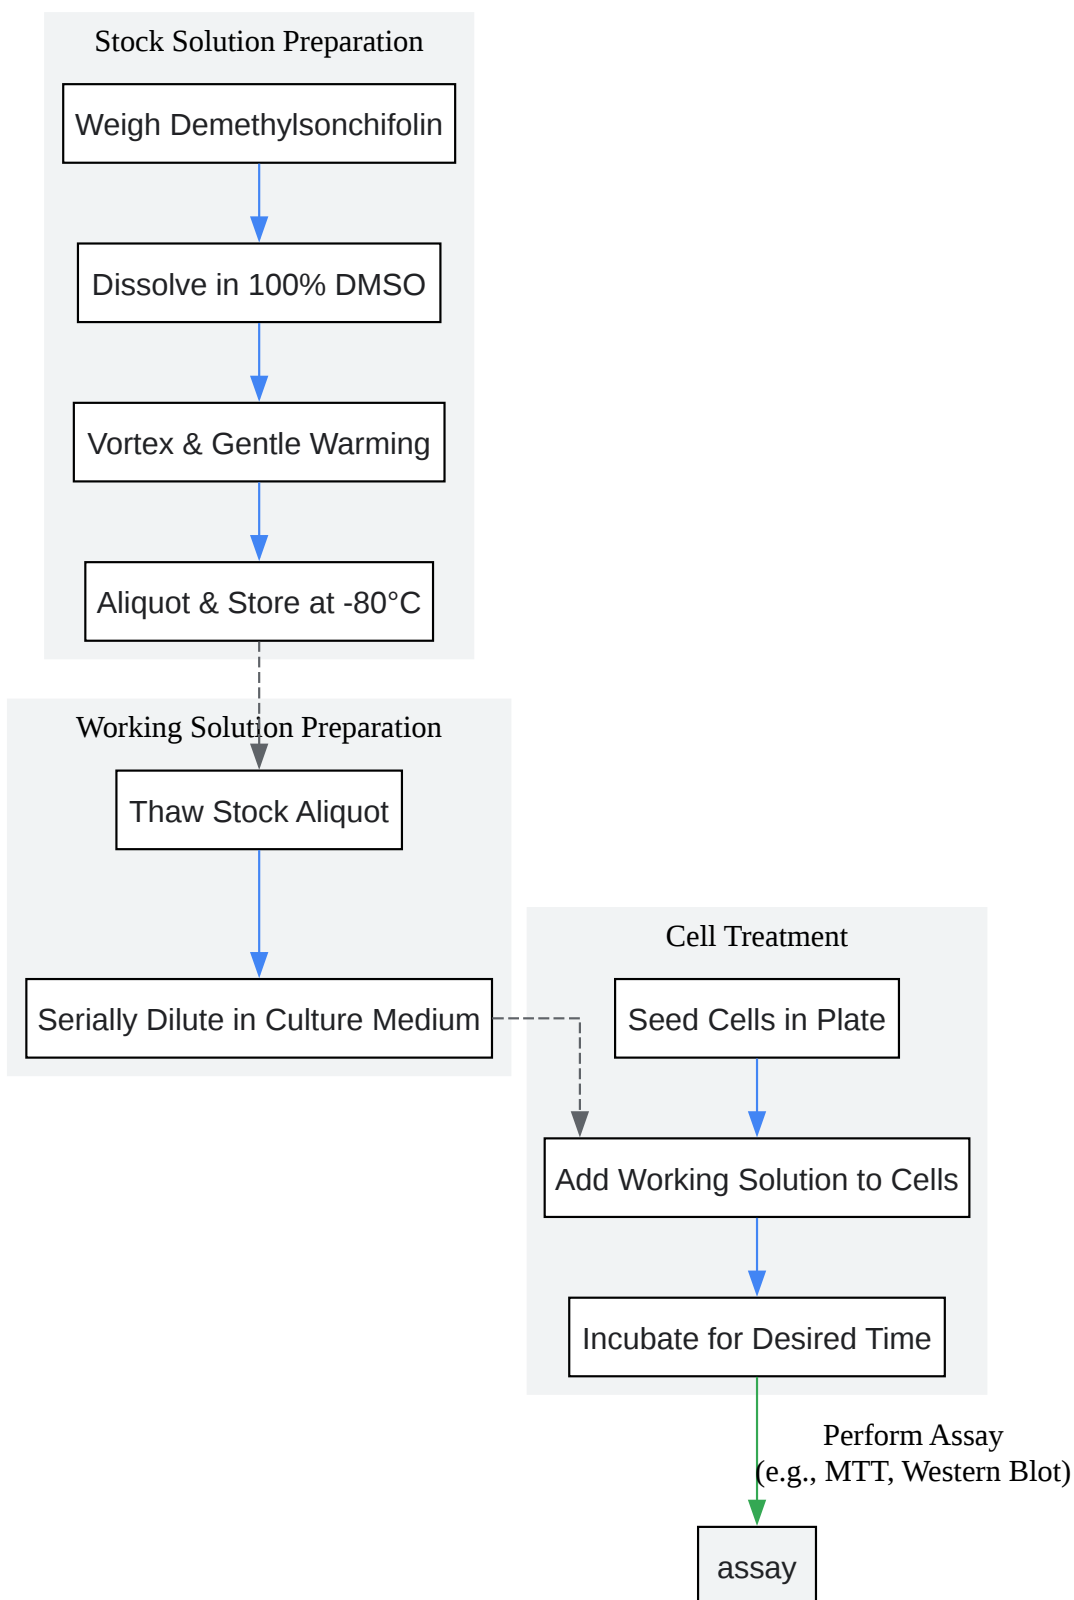 Stock Solution Preparation
Weigh Demethylsonchifolin
Dissolve in 100% DMSO
Vortex & Gentle Warming
Aliquot & Store at -80°C
Working Solution Preparation
Thaw Stock Aliquot
Serially Dilute in Culture Medium
Cell Treatment
Seed Cells in Plate
Add Working Solution to Cells
Incubate for Desired Time
Perform Assay
(e.g., MTT, Western Blot)
assay